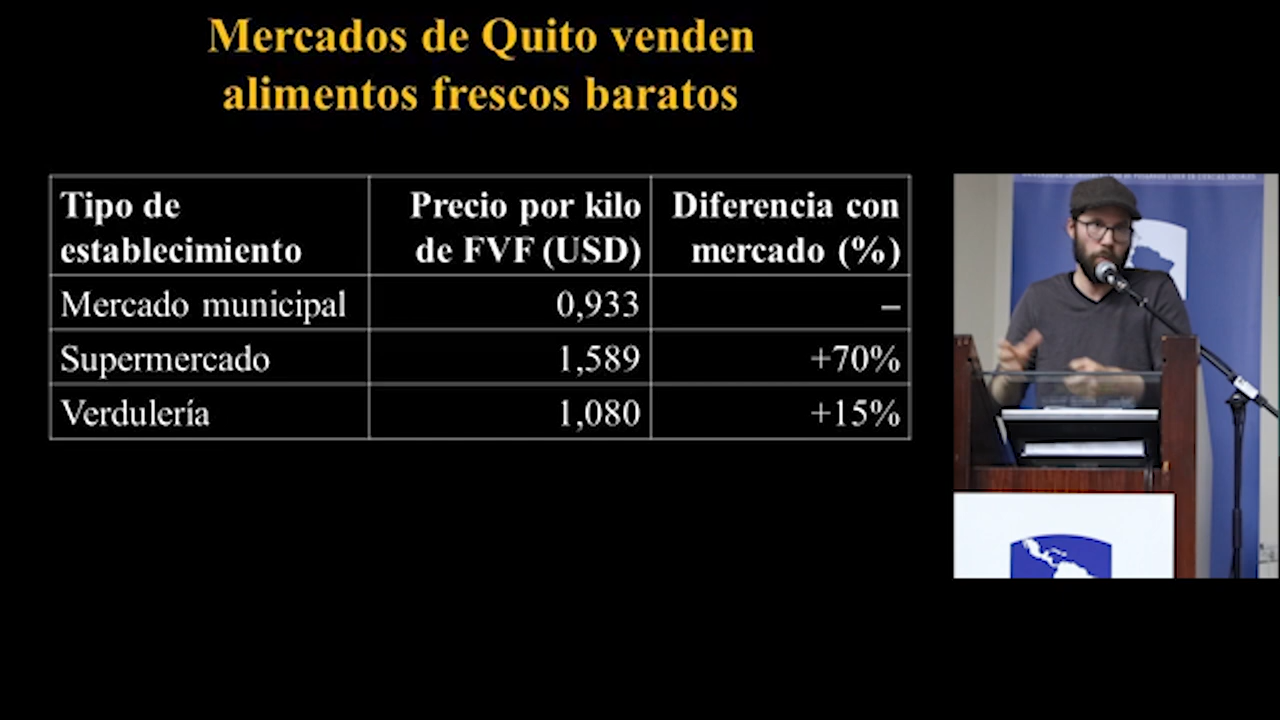 Mercados de Quito venden
alimentos frescos baratos
Tipo de establecimiento
Precio por kilo de FVF (USD)
Diferencia con mercado (%)
Mercado municipal 0,933 –
Supermercado 1,589 +70%
Verdulería 1,080 +15%